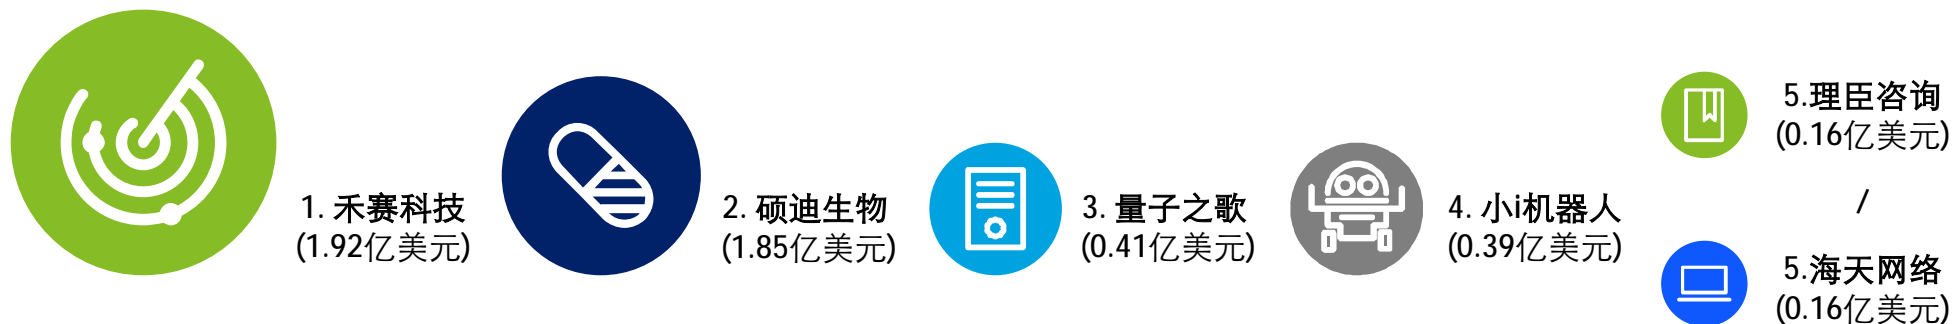 1. 禾赛科技
(1.92亿美元)
2. 硕迪生物
(1.85亿美元)
3. 量子之歌
(0.41亿美元)
4. 小i机器人
(0.39亿美元)
5.理臣咨询
(0.16亿美元)
/
5.海天网络
(0.16亿美元)